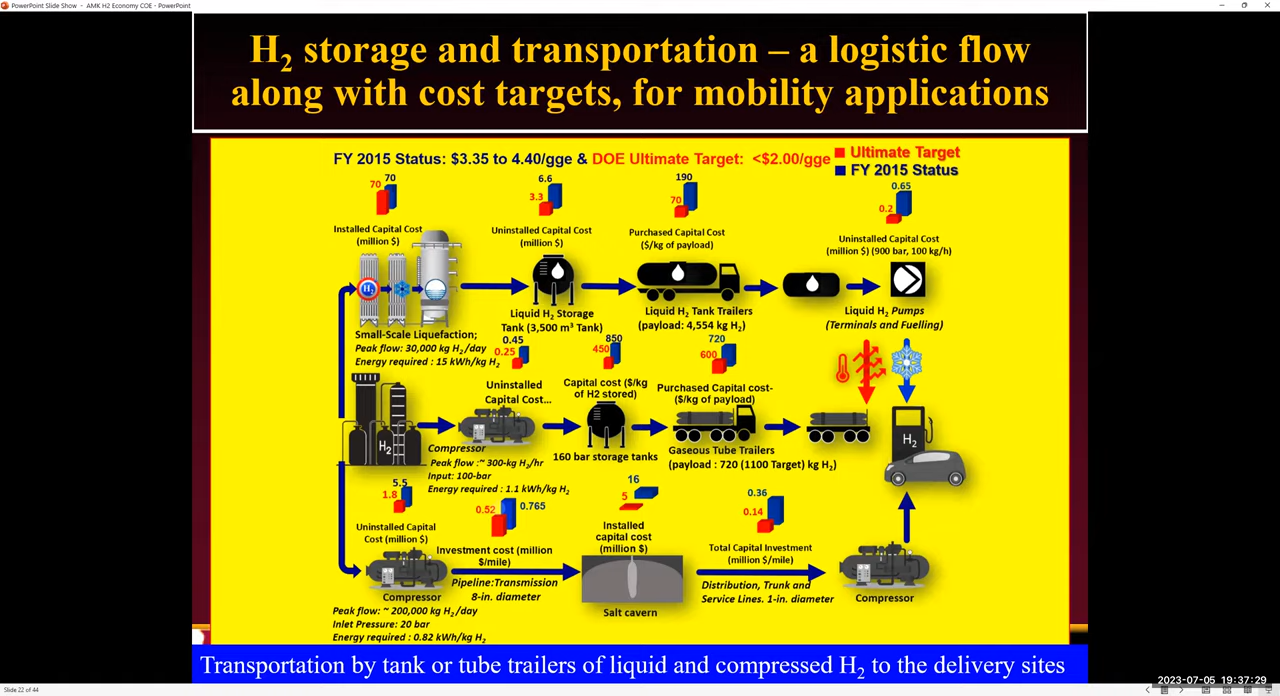 PowerPoint Slide Show - AMK H2 Economy COE - PowerPoint
H₂ storage and transportation – a logistic flow
along with cost targets, for mobility applications
FY 2015 Status: $3.35 to 4.40/gge & DOE Ultimate Target: <$2.00/gge
Ultimate Target
FY 2015 Status
70
70
Installed Capital Cost
(million $)
6.6
3.3
Uninstalled Capital Cost
(million $)
190
70
Purchased Capital Cost
($/kg of payload)
0.65
0.2
Uninstalled Capital Cost
(million $) (900 bar, 100 kg/h)
H₂
Small-Scale Liquefaction;
Peak flow: 30,000 kg H₂/day
Energy required : 15 kWh/kg H₂
Liquid H₂ Storage
Tank (3,500 m³ Tank)
Liquid H₂ Tank Trailers
(payload: 4,554 kg H₂)
Liquid H₂ Pumps
(Terminals and Fuelling)
0.45
0.25
Uninstalled
Capital Cost...
850
450
Capital cost ($/kg
of H2 stored)
720
600
Purchased Capital cost-
($/kg of payload)
H₂
Compressor
Peak flow :~ 300-kg H₂/hr
Input: 100-bar
Energy required : 1.1 kWh/kg H₂
160 bar storage tanks
Gaseous Tube Trailers
(payload : 720 (1100 Target) kg H₂)
H₂
5.5
1.8
Uninstalled Capital
Cost (million $)
0.52
0.765
Investment cost (million
$/mile)
16
5
Installed
capital cost
(million $)
0.36
0.14
Total Capital Investment
(million $/mile)
Compressor
Peak flow: ~ 200,000 kg H₂/day
Inlet Pressure: 20 bar
Energy required : 0.82 kWh/kg H₂
Pipeline:Transmission
8-in. diameter
Salt cavern
Distribution, Trunk and
Service Lines. 1-in. diameter
Compressor
Transportation by tank or tube trailers of liquid and compressed H₂ to the delivery sites
2023-07-05 19:37:29
Slide 22 of 44